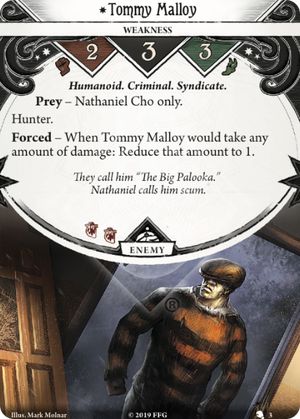 *Tommy Malloy
WEAKNESS
2 3 3
Humanoid. Criminal. Syndicate.
Prey – Nathaniel Cho only.
Hunter.
Forced – When Tommy Malloy would take any
amount of damage: Reduce that amount to 1.
They call him “The Big Palooka.”
Nathaniel calls him scum.
ENEMY
®
Illus. Mark Molnar © 2019 FFG 3